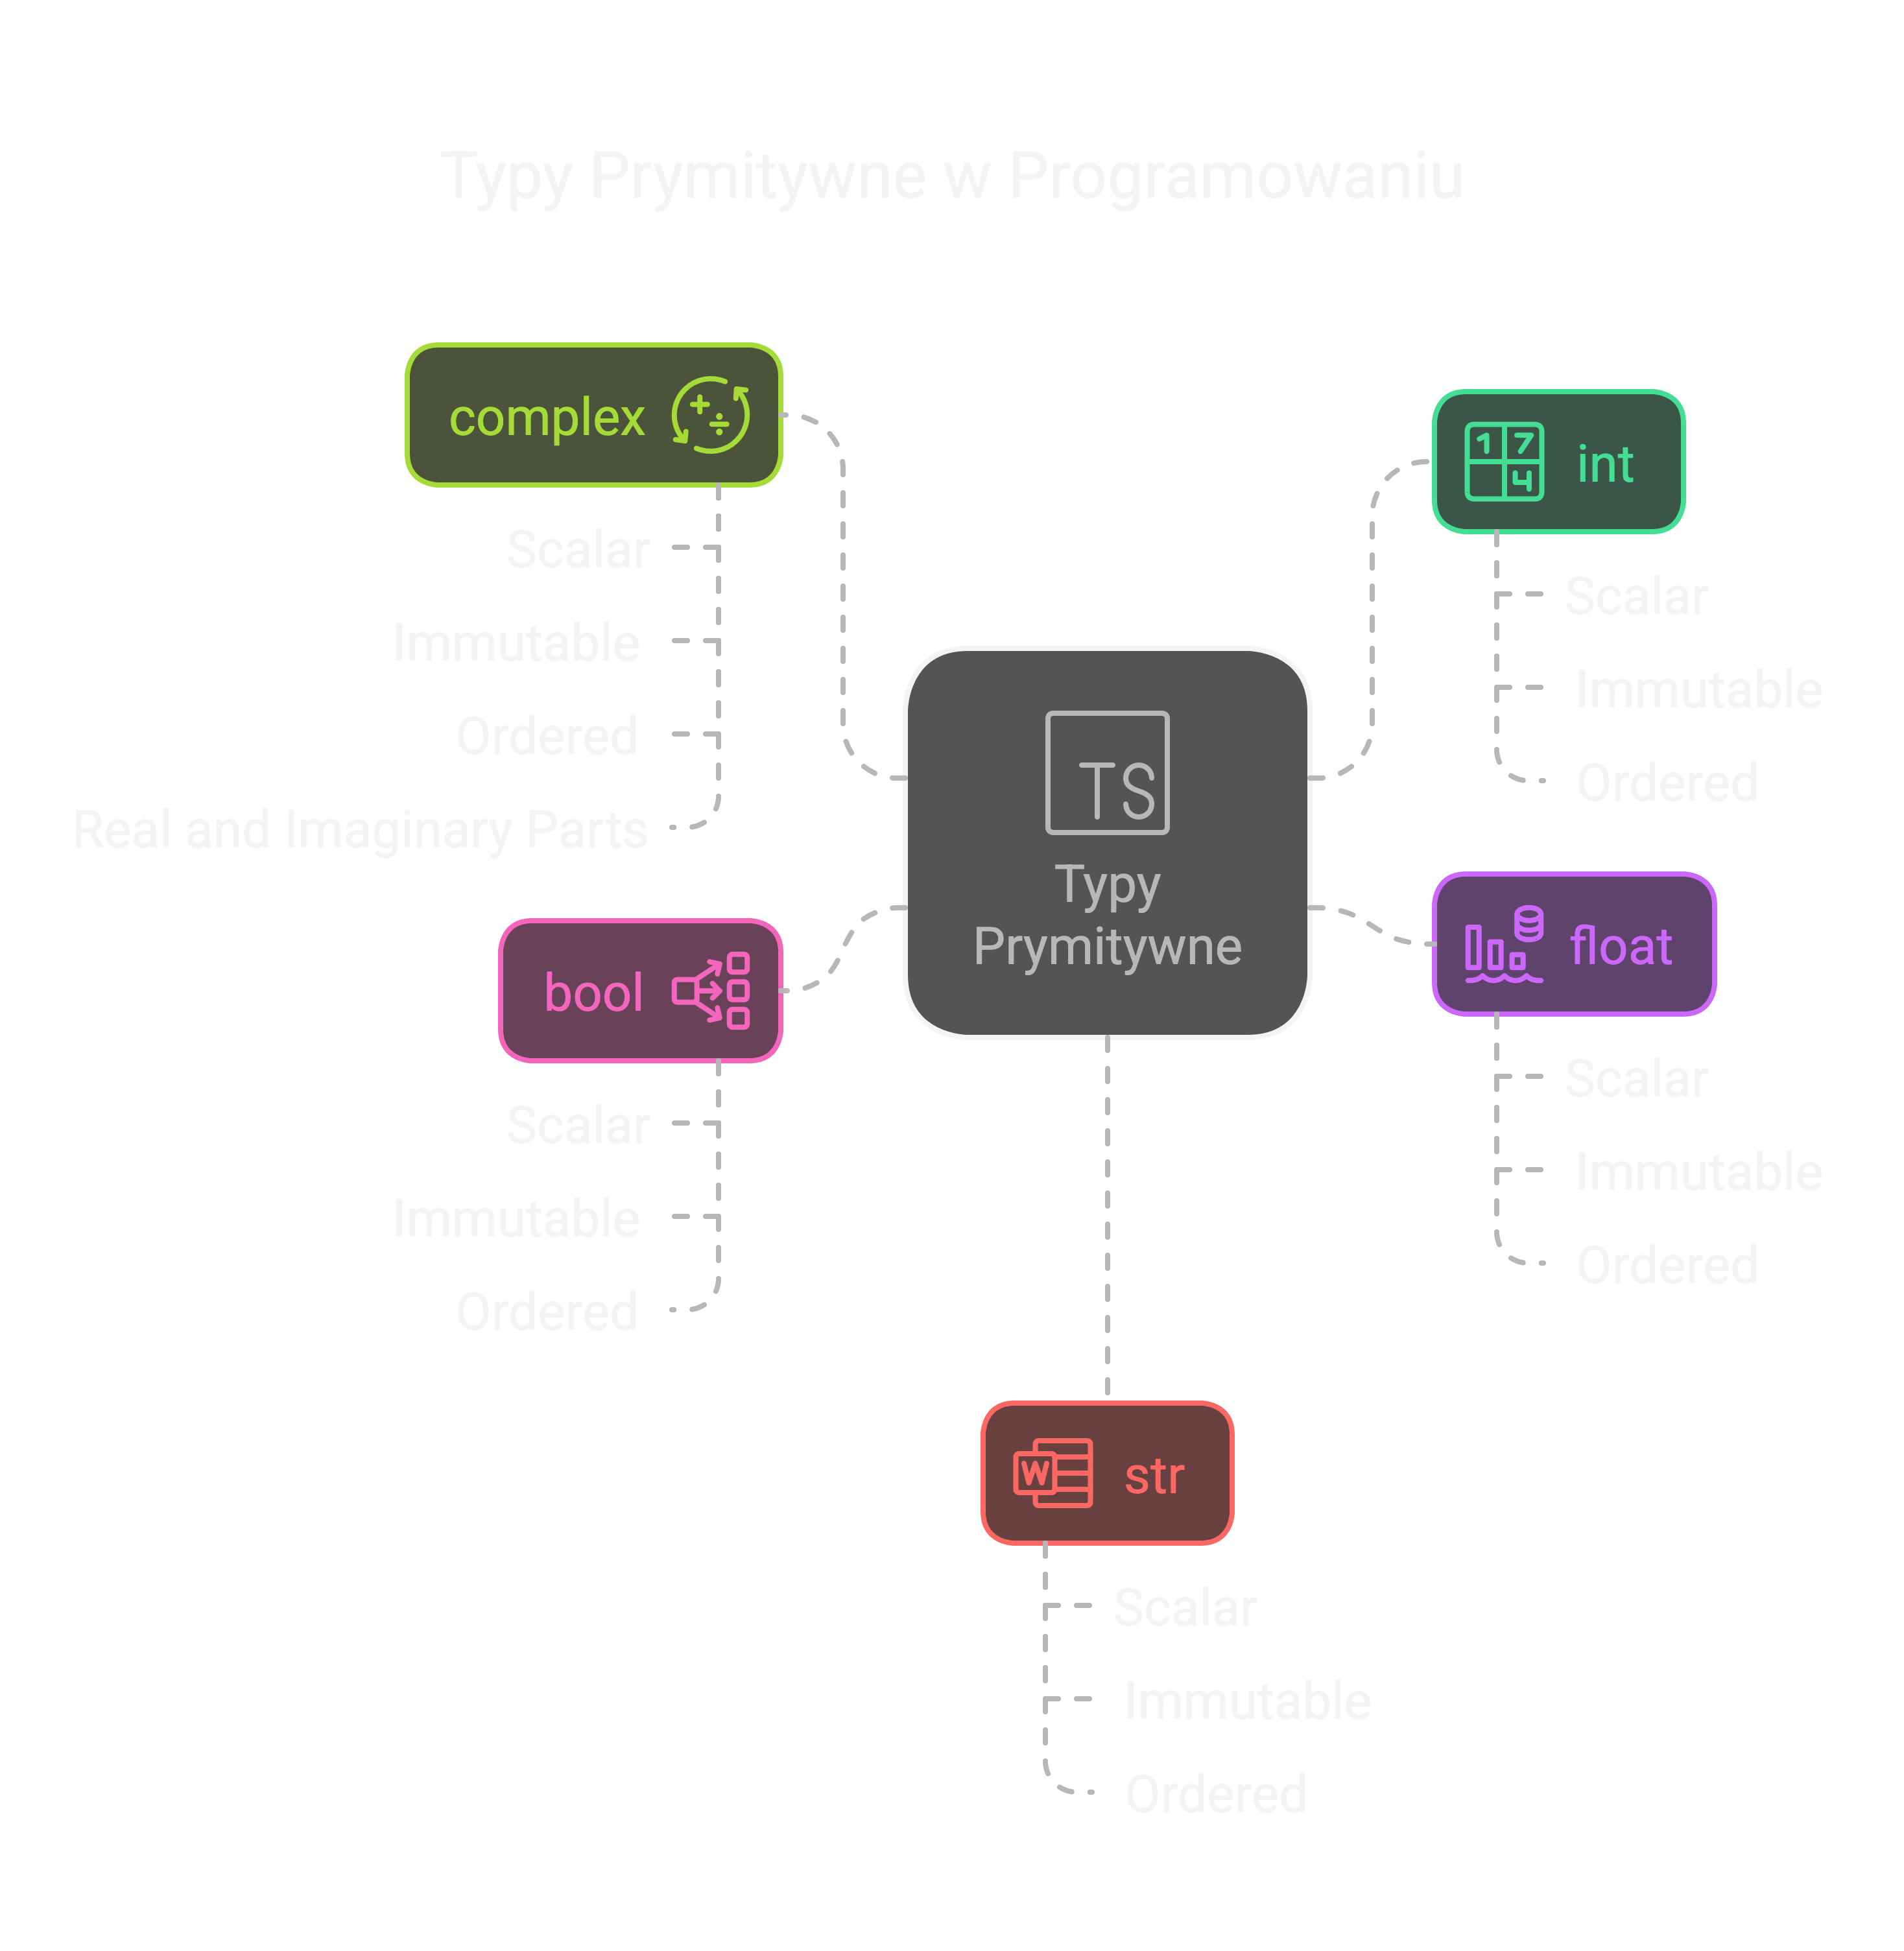 Typy Prymitywne w Programowaniu
complex
Scalar
Immutable
Ordered
Real and Imaginary Parts
bool
Scalar
Immutable
Ordered
TS
Typy
Prymitywne
1 7
4
int
Scalar
Immutable
Ordered
float
Scalar
Immutable
Ordered
W
str
Scalar
Immutable
Ordered